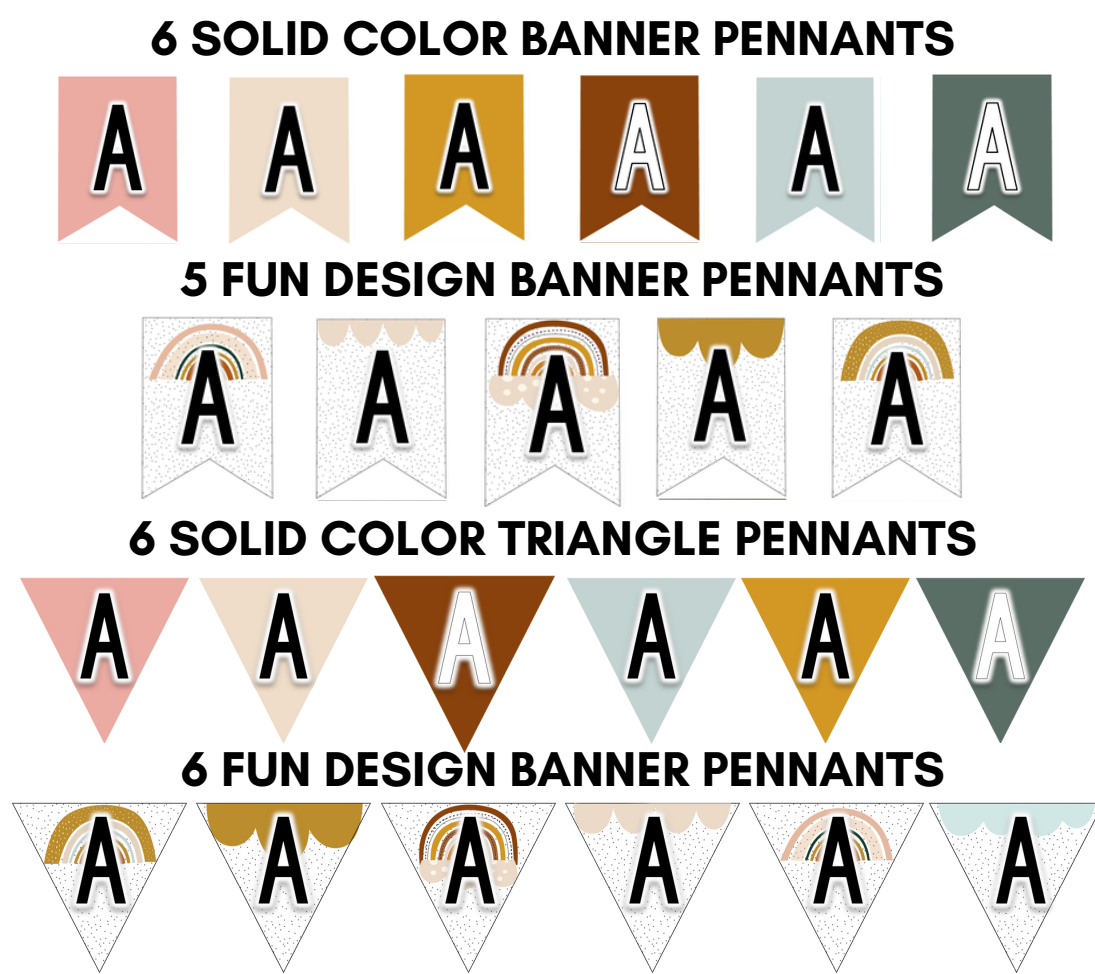 6 SOLID COLOR BANNER PENNANTS
A A A A A A
5 FUN DESIGN BANNER PENNANTS
A A A A A
6 SOLID COLOR TRIANGLE PENNANTS
A A A A A A
6 FUN DESIGN BANNER PENNANTS
A A A A A A